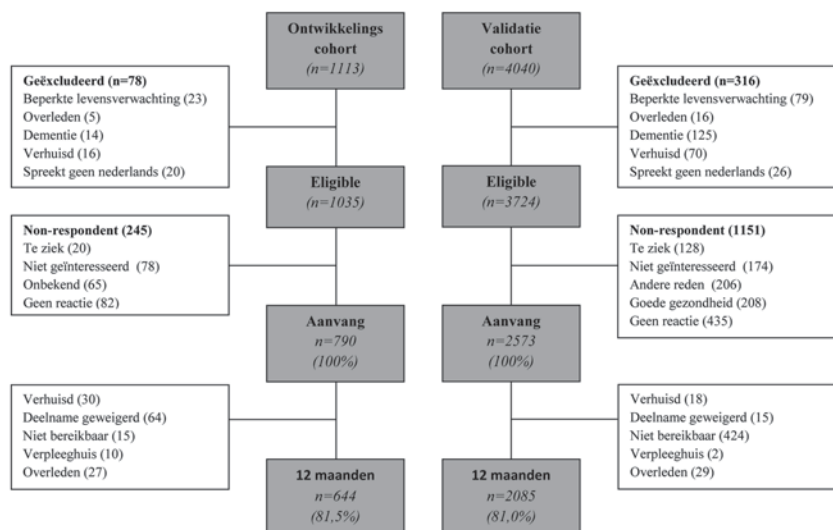 Ontwikkelings
cohort
(n=1113)
Validatie
cohort
(n=4040)
Geëxcludeerd (n=78)
Beperkte levensverwachting (23)
Overleden (5)
Dementie (14)
Verhuisd (16)
Spreekt geen nederlands (20)
Geëxcludeerd (n=316)
Beperkte levensverwachting (79)
Overleden (16)
Dementie (125)
Verhuisd (70)
Spreekt geen nederlands (26)
Eligible
(n=1035)
Eligible
(n=3724)
Non-respondent (245)
Te ziek (20)
Niet geïnteresseerd (78)
Onbekend (65)
Geen reactie (82)
Non-respondent (1151)
Te ziek (128)
Niet geïnteresseerd (174)
Andere reden (206)
Goede gezondheid (208)
Geen reactie (435)
Aanvang
n=790
(100%)
Aanvang
n=2573
(100%)
Verhuisd (30)
Deelname geweigerd (64)
Niet bereikbaar (15)
Verpleeghuis (10)
Overleden (27)
Verhuisd (18)
Deelname geweigerd (15)
Niet bereikbaar (424)
Verpleeghuis (2)
Overleden (29)
12 maanden
n=644
(81,5%)
12 maanden
n=2085
(81,0%)